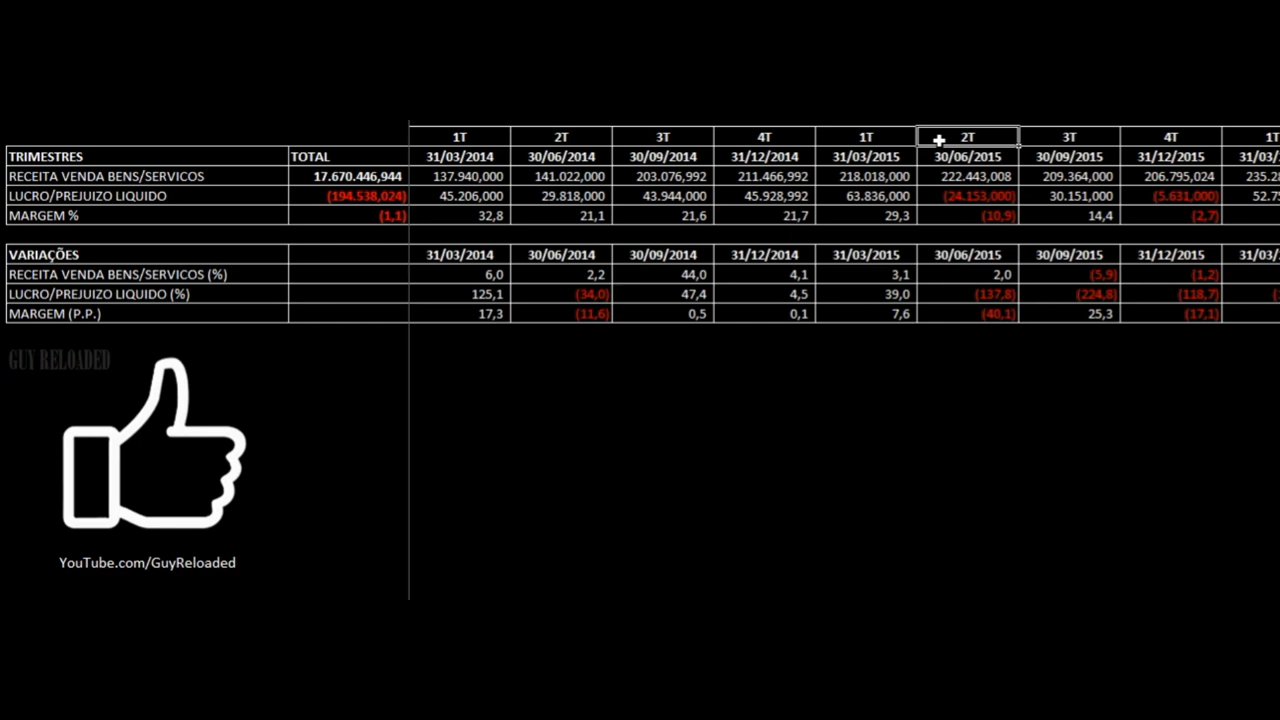 1T 2T 3T 4T 1T 2T 3T 4T 1T
TRIMESTRES TOTAL 31/03/2014 30/06/2014 30/09/2014 31/12/2014 31/03/2015 30/06/2015 30/09/2015 31/12/2015 31/03/
RECEITA VENDA BENS/SERVICOS 17.670.446,944 137.940,000 141.022,000 203.076,992 211.466,992 218.018,000 222.443,008 209.364,000 206.795,024 235.28
LUCRO/PREJUIZO LIQUIDO (194.538,024) 45.206,000 29.818,000 43.944,000 45.928,992 63.836,000 (24.153,000) 30.151,000 (5.631,000) 52.75
MARGEM % (1,1) 32,8 21,1 21,6 21,7 29,3 (10,9) 14,4 (2,7)
VARIAÇÕES 31/03/2014 30/06/2014 30/09/2014 31/12/2014 31/03/2015 30/06/2015 30/09/2015 31/12/2015 31/03/
RECEITA VENDA BENS/SERVICOS (%) 6,0 2,2 44,0 4,1 3,1 2,0 (5,9) (1,2)
LUCRO/PREJUIZO LIQUIDO (%) 125,1 (34,0) 47,4 4,5 39,0 (137,8) (224,8) (118,7)
MARGEM (P.P.) 17,3 (11,6) 0,5 0,1 7,6 (40,1) 25,3 (17,1)
GUY RELOADED
YouTube.com/GuyReloaded